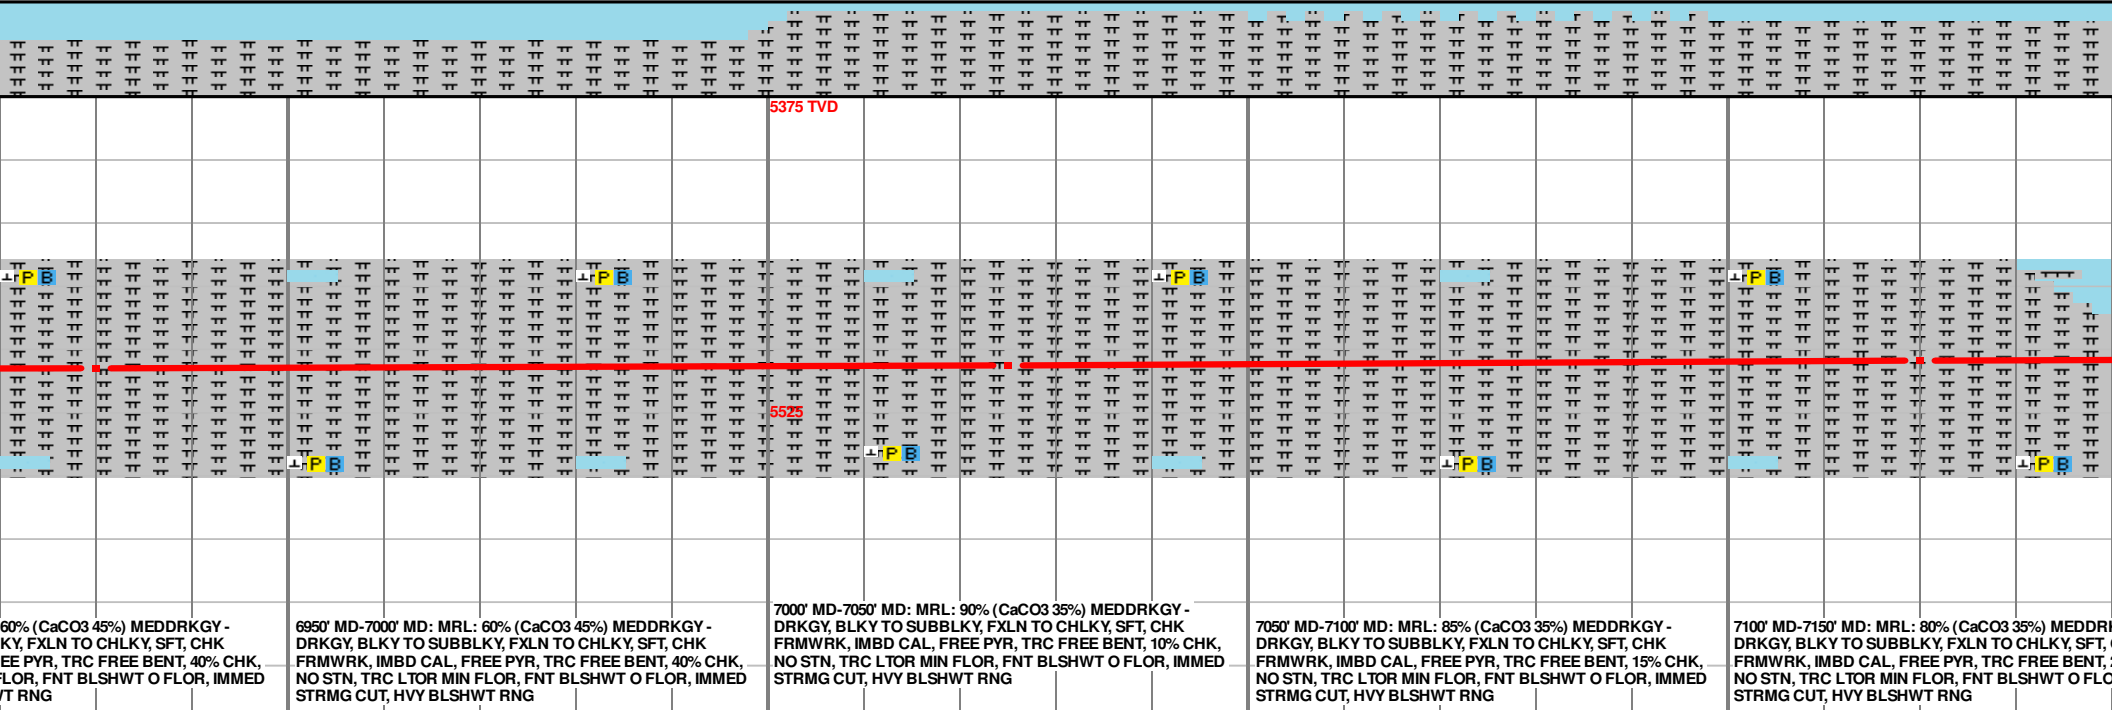 5375 TVD
P B
P B
P B
P B
5525
P B
P B
P B
P B
60% (CaCO3 45%) MEDDRKGY -
KY, FXLN TO CHLKY, SFT, CHK
EE PYR, TRC FREE BENT, 40% CHK,
FLOR, FNT BLSHWT O FLOR, IMMED
WT RNG
6950' MD-7000' MD: MRL: 60% (CaCO3 45%) MEDDRKGY -
DRKGY, BLKY TO SUBBLKY, FXLN TO CHLKY, SFT, CHK
FRMWRK, IMBD CAL, FREE PYR, TRC FREE BENT, 40% CHK,
NO STN, TRC LTOR MIN FLOR, FNT BLSHWT O FLOR, IMMED
STRMG CUT, HVY BLSHWT RNG
7000' MD-7050' MD: MRL: 90% (CaCO3 35%) MEDDRKGY -
DRKGY, BLKY TO SUBBLKY, FXLN TO CHLKY, SFT, CHK
FRMWRK, IMBD CAL, FREE PYR, TRC FREE BENT, 10% CHK,
NO STN, TRC LTOR MIN FLOR, FNT BLSHWT O FLOR, IMMED
STRMG CUT, HVY BLSHWT RNG
7050' MD-7100' MD: MRL: 85% (CaCO3 35%) MEDDRKGY -
DRKGY, BLKY TO SUBBLKY, FXLN TO CHLKY, SFT, CHK
FRMWRK, IMBD CAL, FREE PYR, TRC FREE BENT, 15% CHK,
NO STN, TRC LTOR MIN FLOR, FNT BLSHWT O FLOR, IMMED
STRMG CUT, HVY BLSHWT RNG
7100' MD-7150' MD: MRL: 80% (CaCO3 35%) MEDDRK
DRKGY, BLKY TO SUBBLKY, FXLN TO CHLKY, SFT,
FRMWRK, IMBD CAL, FREE PYR, TRC FREE BENT,
NO STN, TRC LTOR MIN FLOR, FNT BLSHWT O FLO
STRMG CUT, HVY BLSHWT RNG